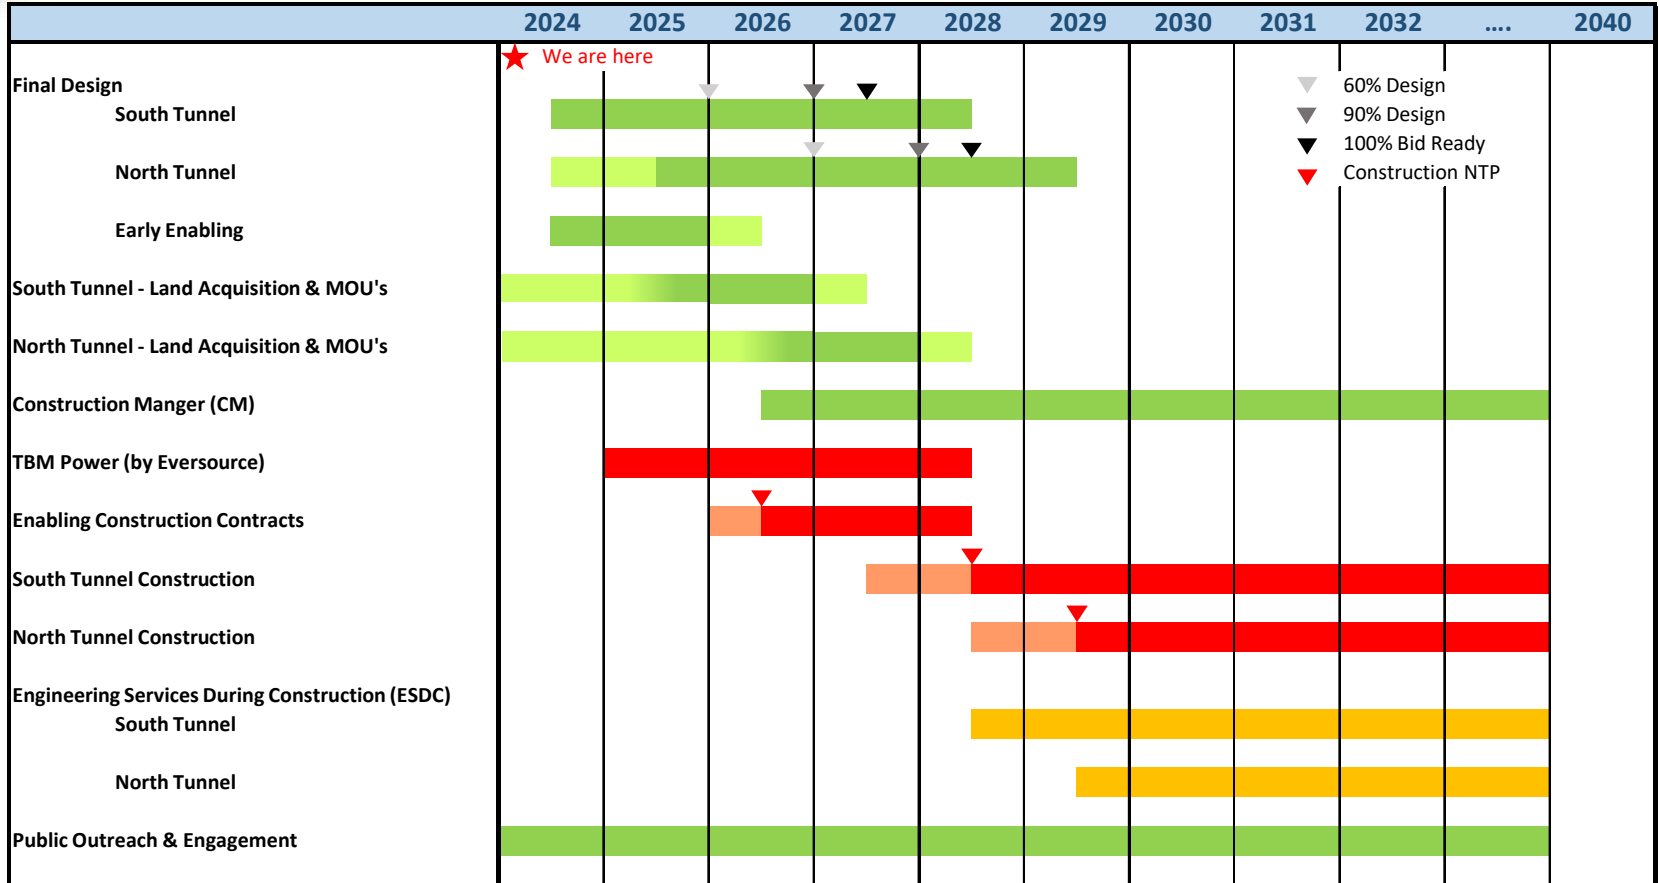 2024 2025 2026 2027 2028 2029 2030 2031 2032 .... 2040
We are here
Final Design
60% Design
South Tunnel
90% Design
100% Bid Ready
North Tunnel
Construction NTP
Early Enabling
South Tunnel - Land Acquisition & MOU's
North Tunnel - Land Acquisition & MOU's
Construction Manger (CM)
TBM Power (by Eversource)
Enabling Construction Contracts
South Tunnel Construction
North Tunnel Construction
Engineering Services During Construction (ESDC)
South Tunnel
North Tunnel
Public Outreach & Engagement